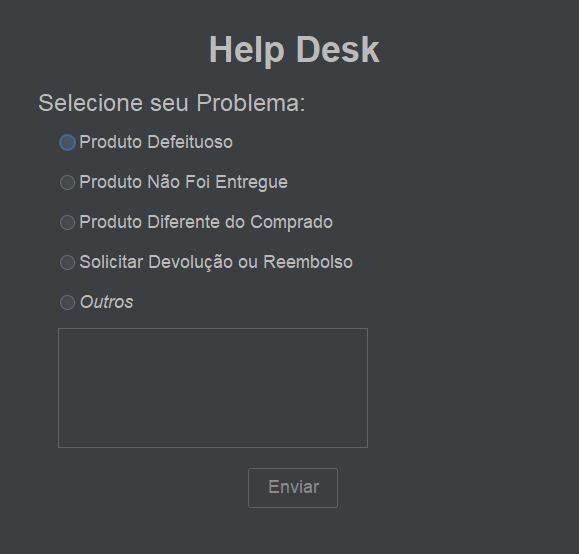 Help Desk
Selecione seu Problema:
Produto Defeituoso
Produto Não Foi Entregue
Produto Diferente do Comprado
Solicitar Devolução ou Reembolso
Outros
Enviar